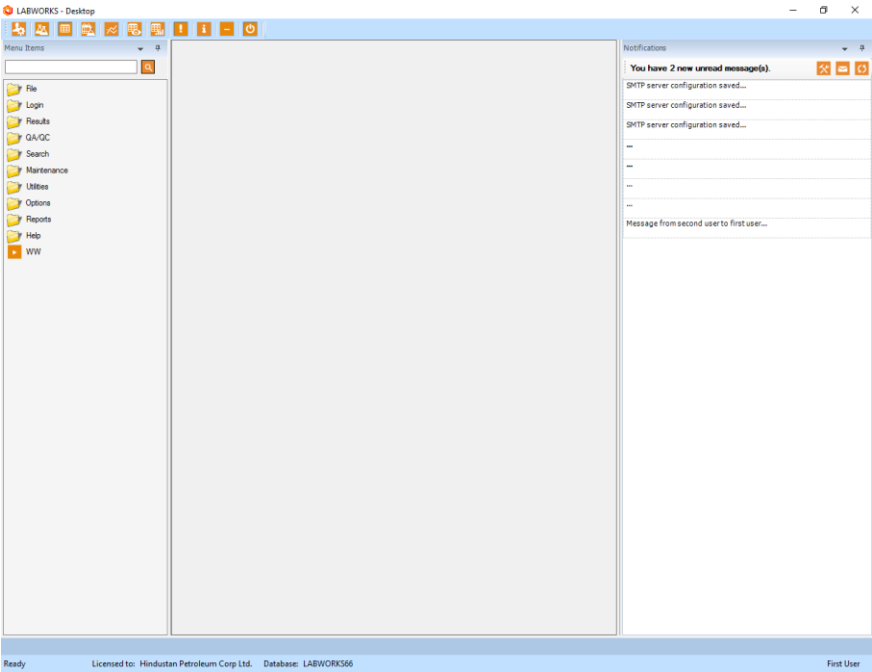 LABWORKS - Desktop
Menu Items
File
Login
Results
QA/QC
Search
Maintenance
Utilities
Options
Reports
Help
WW
Notifications
You have 2 new unread message(s).
SMTP server configuration saved...
SMTP server configuration saved...
SMTP server configuration saved...
...
...
...
...
Message from second user to first user...
Ready Licensed to: Hindustan Petroleum Corp Ltd. Database: LABWORKS66 First User